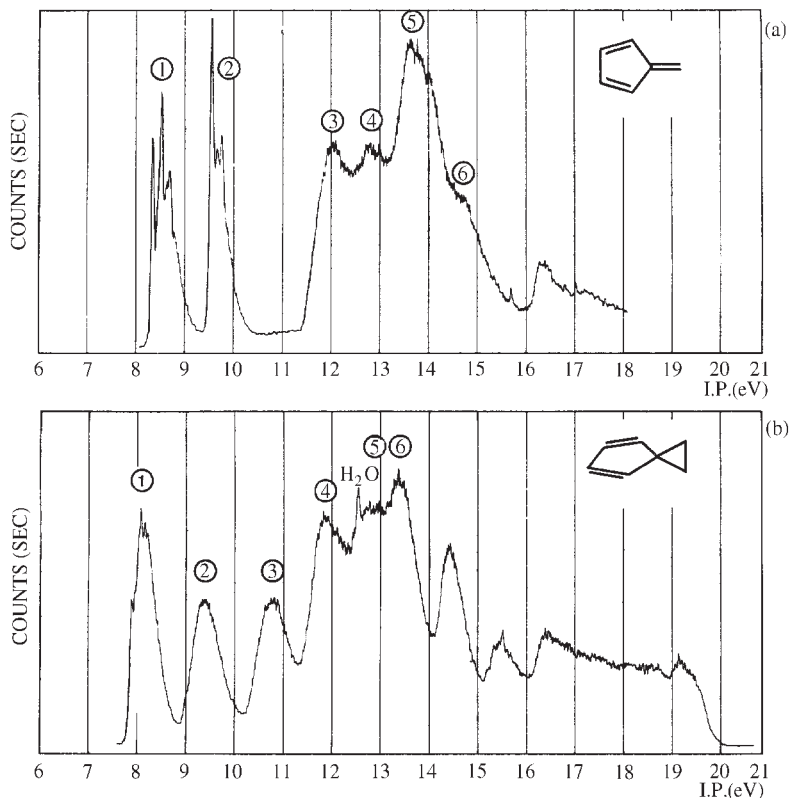 (a)
⑤
①
②
③
④
⑥
COUNTS (SEC)
6 7 8 9 10 11 12 13 14 15 16 17 18 19 20 21
I.P.(eV)
(b)
⑤ ⑥
①
H₂O
④
②
③
COUNTS (SEC)
6 7 8 9 10 11 12 13 14 15 16 17 18 19 20 21
I.P.(eV)